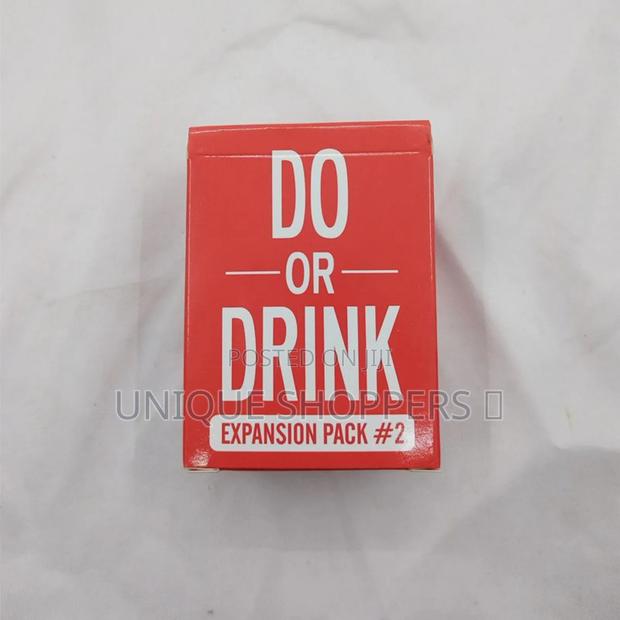 DO
OR
DRINK
POSTED ON JIJI
UNIQUE SHOPPERS
EXPANSION PACK #2